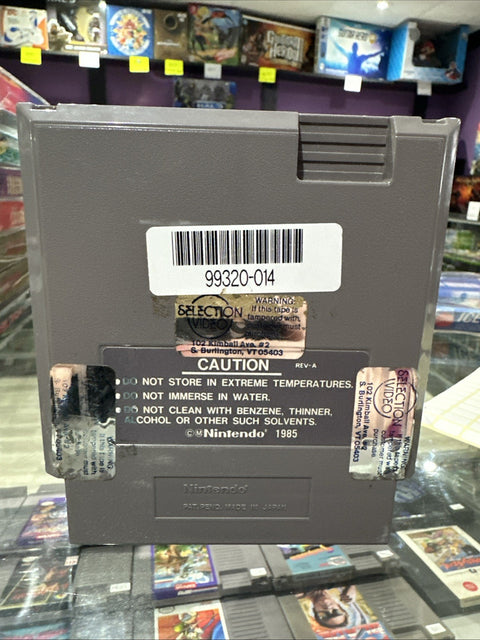 99320-014
SELECTION
VIDEO
WARNING:
If this tape is
tampered with,
must
102 Kimball Ave. #2
S. Burlington, VT 05403
CAUTION
REV-A
• DO NOT STORE IN EXTREME TEMPERATURES.
• DO NOT IMMERSE IN WATER.
• DO NOT CLEAN WITH BENZENE, THINNER,
ALCOHOL OR OTHER SUCH SOLVENTS.
©M Nintendo® 1985
SELECTION
VIDEO
102 Kimball Ave. #2
S. Burlington, VT 05403
Nintendo®
PAT. PEND. MADE IN JAPAN